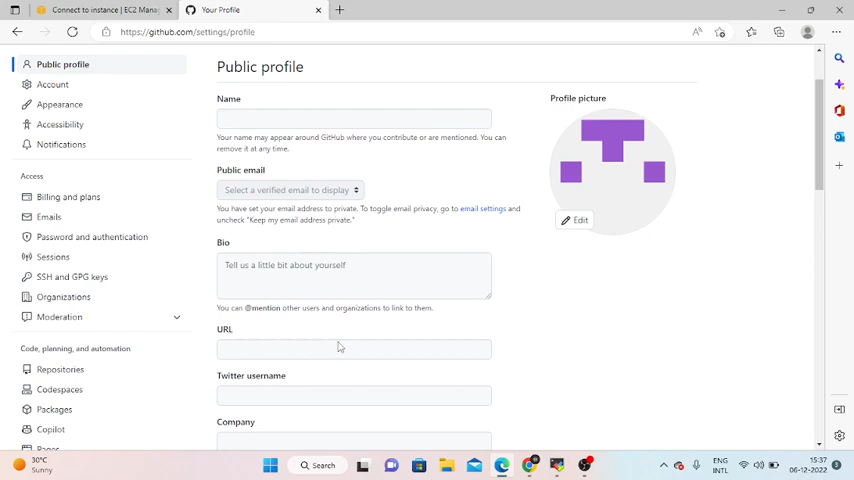 Connect to instance | EC2 Mana
Your Profile
https://github.com/settings/profile
Public profile
Account
Appearance
Accessibility
Notifications
Access
Billing and plans
Emails
Password and authentication
Sessions
SSH and GPG keys
Organizations
Moderation
Code, planning, and automation
Repositories
Codespaces
Packages
Copilot
Pages
Public profile
Name
Your name may appear around GitHub where you contribute or are mentioned. You can
remove it at any time.
Public email
Select a verified email to display
You have set your email address to private. To toggle email privacy, go to email settings and
uncheck "Keep my email address private."
Bio
Tell us a little bit about yourself
You can @mention other users and organizations to link to them.
URL
Twitter username
Company
Profile picture
Edit
30°C
Sunny
Search
ENG
INTL
15:37
06-12-2022
3